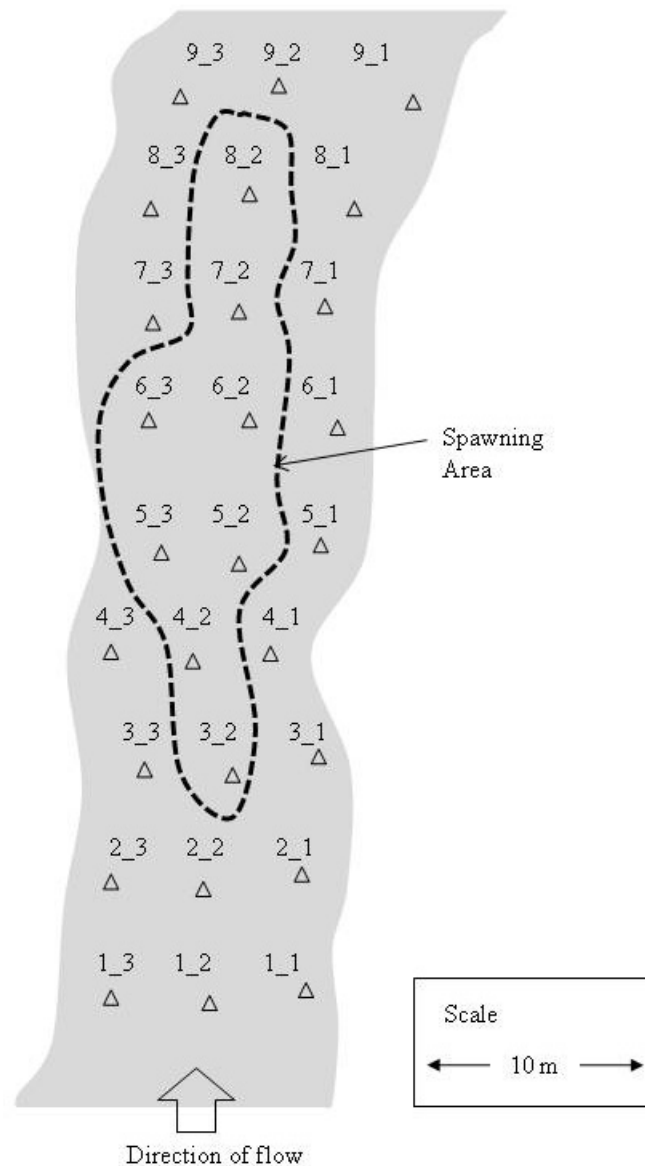 9_3 9_2 9_1
8_3 8_2 8_1
7_3 7_2 7_1
6_3 6_2 6_1
Spawning
Area
5_3 5_2 5_1
4_3 4_2 4_1
3_3 3_2 3_1
2_3 2_2 2_1
1_3 1_2 1_1
Scale
10 m
Direction of flow